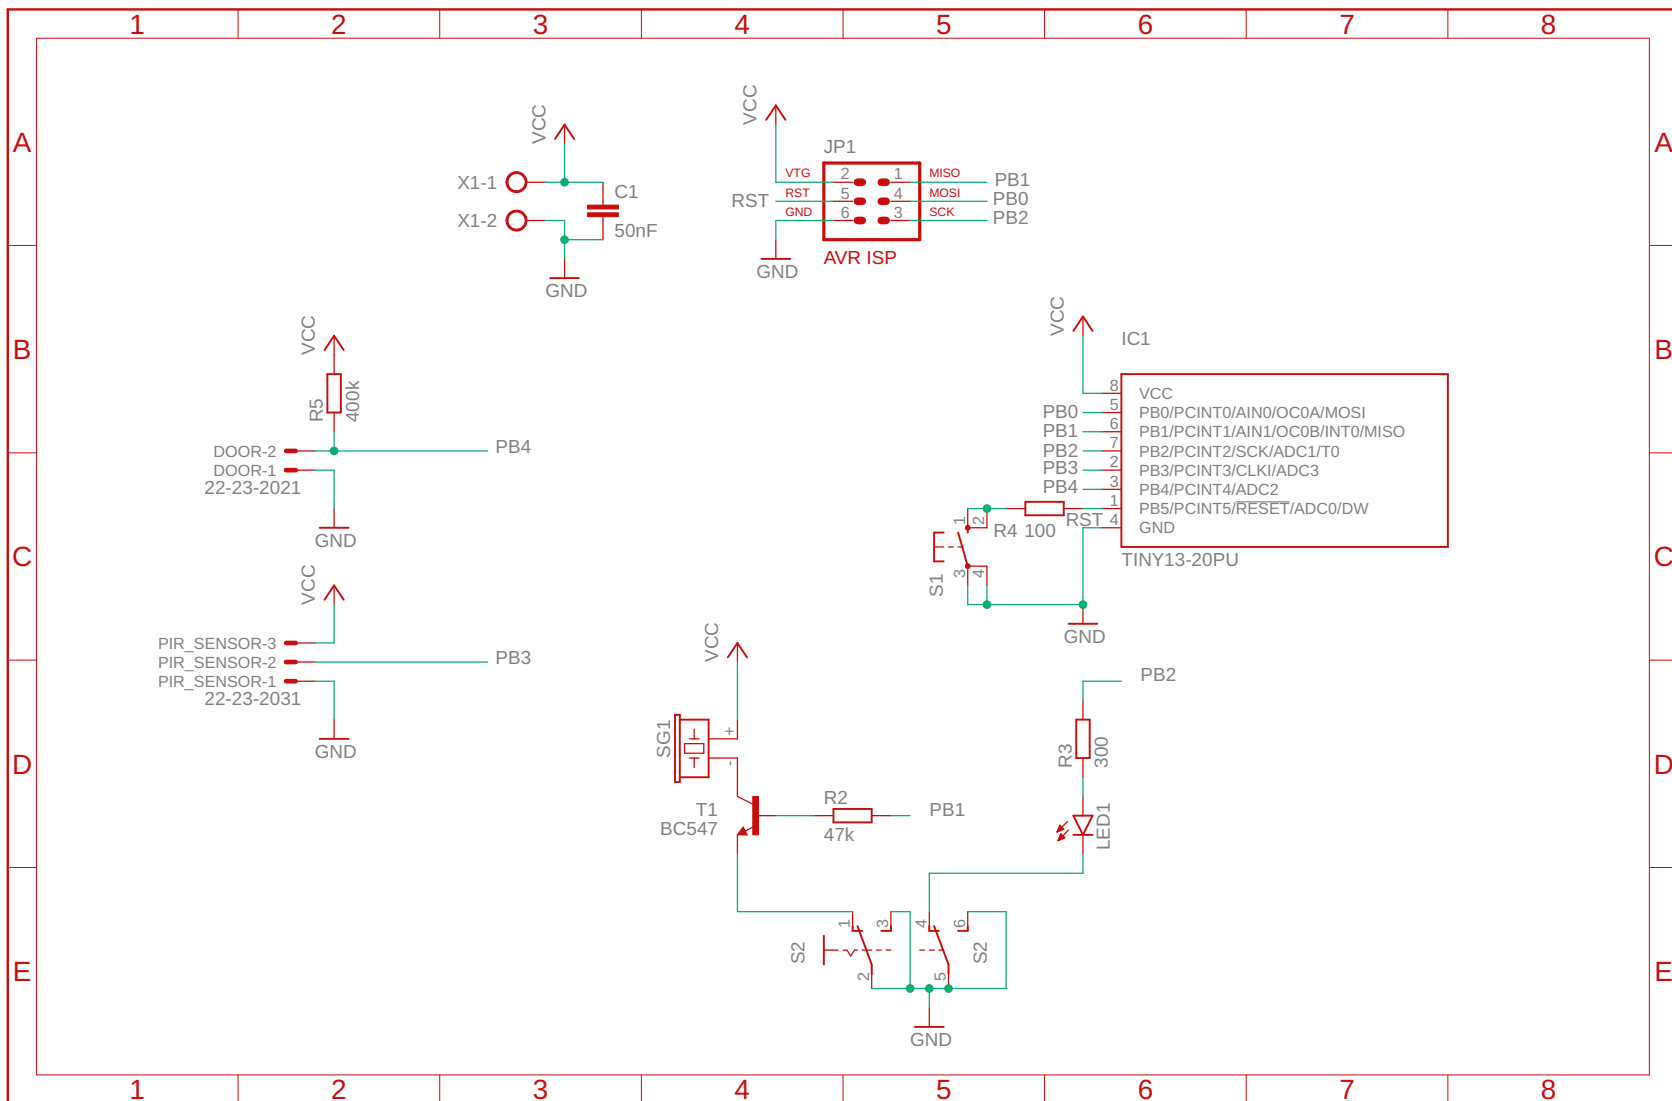 1 2 3 4 5 6 7 8
A A
VCC
X1-1
X1-2
C1
50nF
GND
VCC
JP1
VTG 2 1 MISO PB1
RST RST 5 4 MOSI PB0
GND 6 3 SCK PB2
GND
AVR ISP
B B
VCC
R5
400k
DOOR-2
DOOR-1
22-23-2021
PB4
GND
VCC
IC1
8 VCC
PB0 5 PB0/PCINT0/AIN0/OC0A/MOSI
PB1 6 PB1/PCINT1/AIN1/OC0B/INT0/MISO
PB2 7 PB2/PCINT2/SCK/ADC1/T0
PB3 2 PB3/PCINT3/CLKI/ADC3
PB4 3 PB4/PCINT4/ADC2
1 PB5/PCINT5/RESET/ADC0/DW
RST 4 GND
TINY13-20PU
R4 100
1 2
S1
3 4
GND
C C
VCC
PIR_SENSOR-3
PIR_SENSOR-2
PIR_SENSOR-1
22-23-2031
PB3
GND
D D
VCC
SG1
+
-
T1
BC547
R2
47k
PB1
PB2
R3
300
LED1
E E
S2
1 3
2
4 6
5
S2
GND
1 2 3 4 5 6 7 8